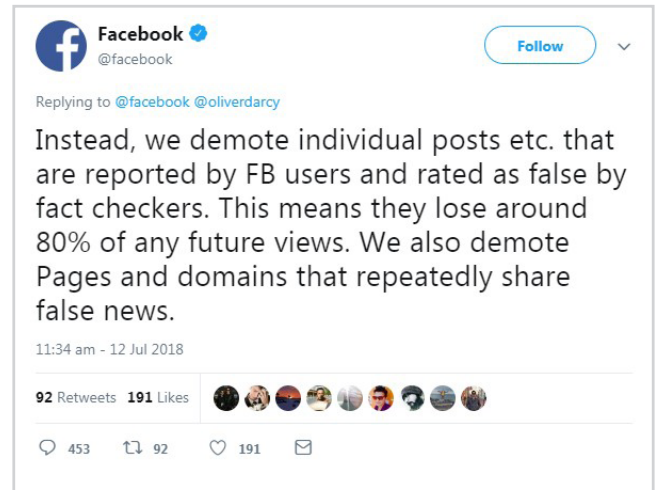 Facebook
@facebook
Follow
Replying to @facebook @oliverdarcy
Instead, we demote individual posts etc. that
are reported by FB users and rated as false by
fact checkers. This means they lose around
80% of any future views. We also demote
Pages and domains that repeatedly share
false news.
11:34 am - 12 Jul 2018
92 Retweets 191 Likes
453 92 191